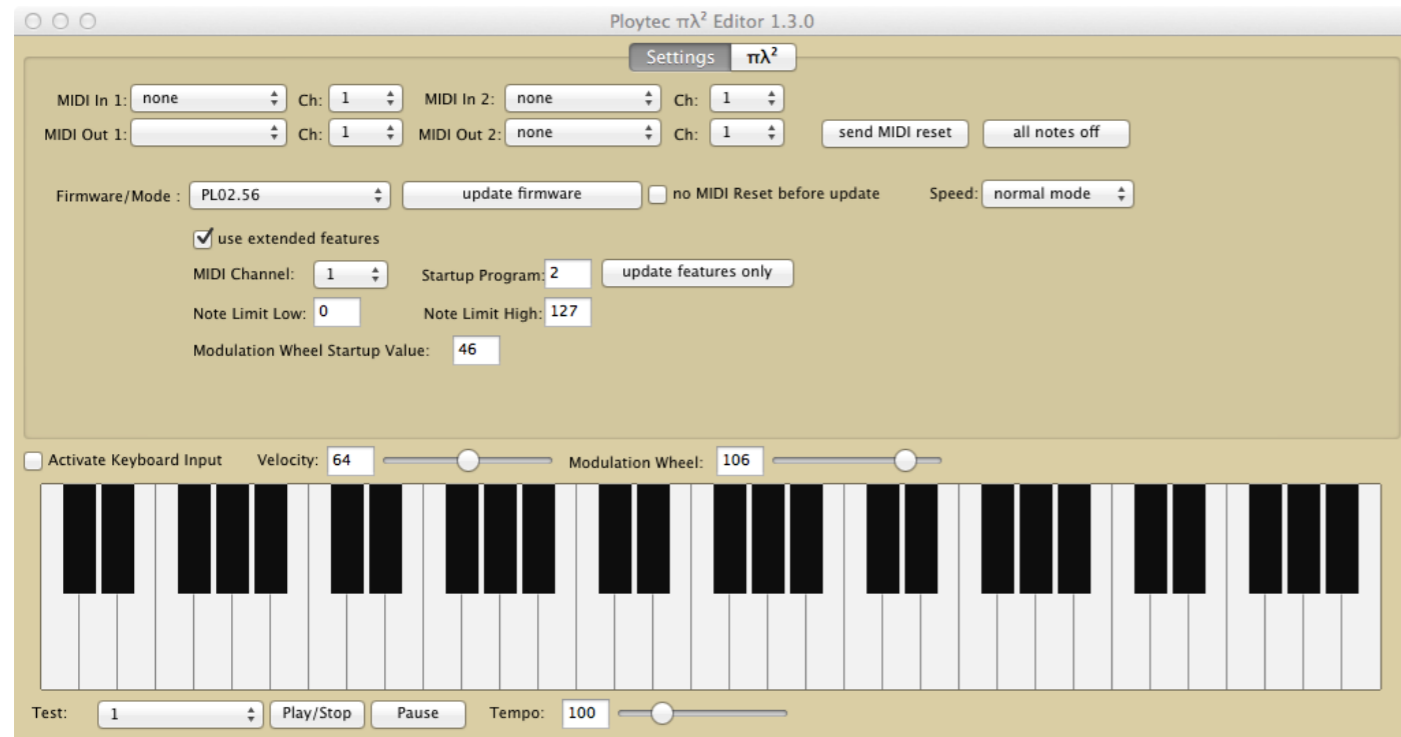 Ploytec πλ² Editor 1.3.0
Settings πλ²
MIDI In 1: none Ch: 1 MIDI In 2: none Ch: 1
MIDI Out 1: Ch: 1 MIDI Out 2: none Ch: 1 send MIDI reset all notes off
Firmware/Mode : PL02.56 update firmware no MIDI Reset before update Speed: normal mode
use extended features
MIDI Channel: 1 Startup Program: 2 update features only
Note Limit Low: 0 Note Limit High: 127
Modulation Wheel Startup Value: 46
Activate Keyboard Input Velocity: 64 Modulation Wheel: 106
Test: 1 Play/Stop Pause Tempo: 100